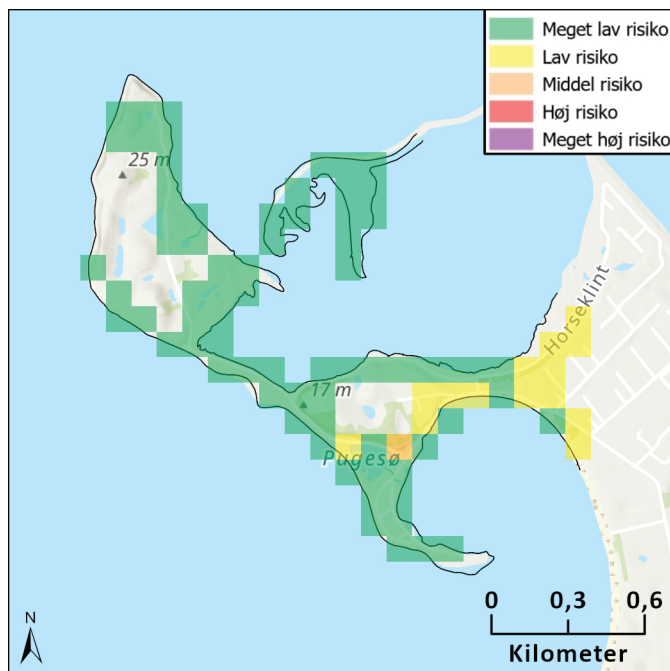 Meget lav risiko
Lav risiko
Middel risiko
Høj risiko
Meget høj risiko
25 m
Horseklint
17 m
Pugesø
N
0 0,3 0,6
Kilometer